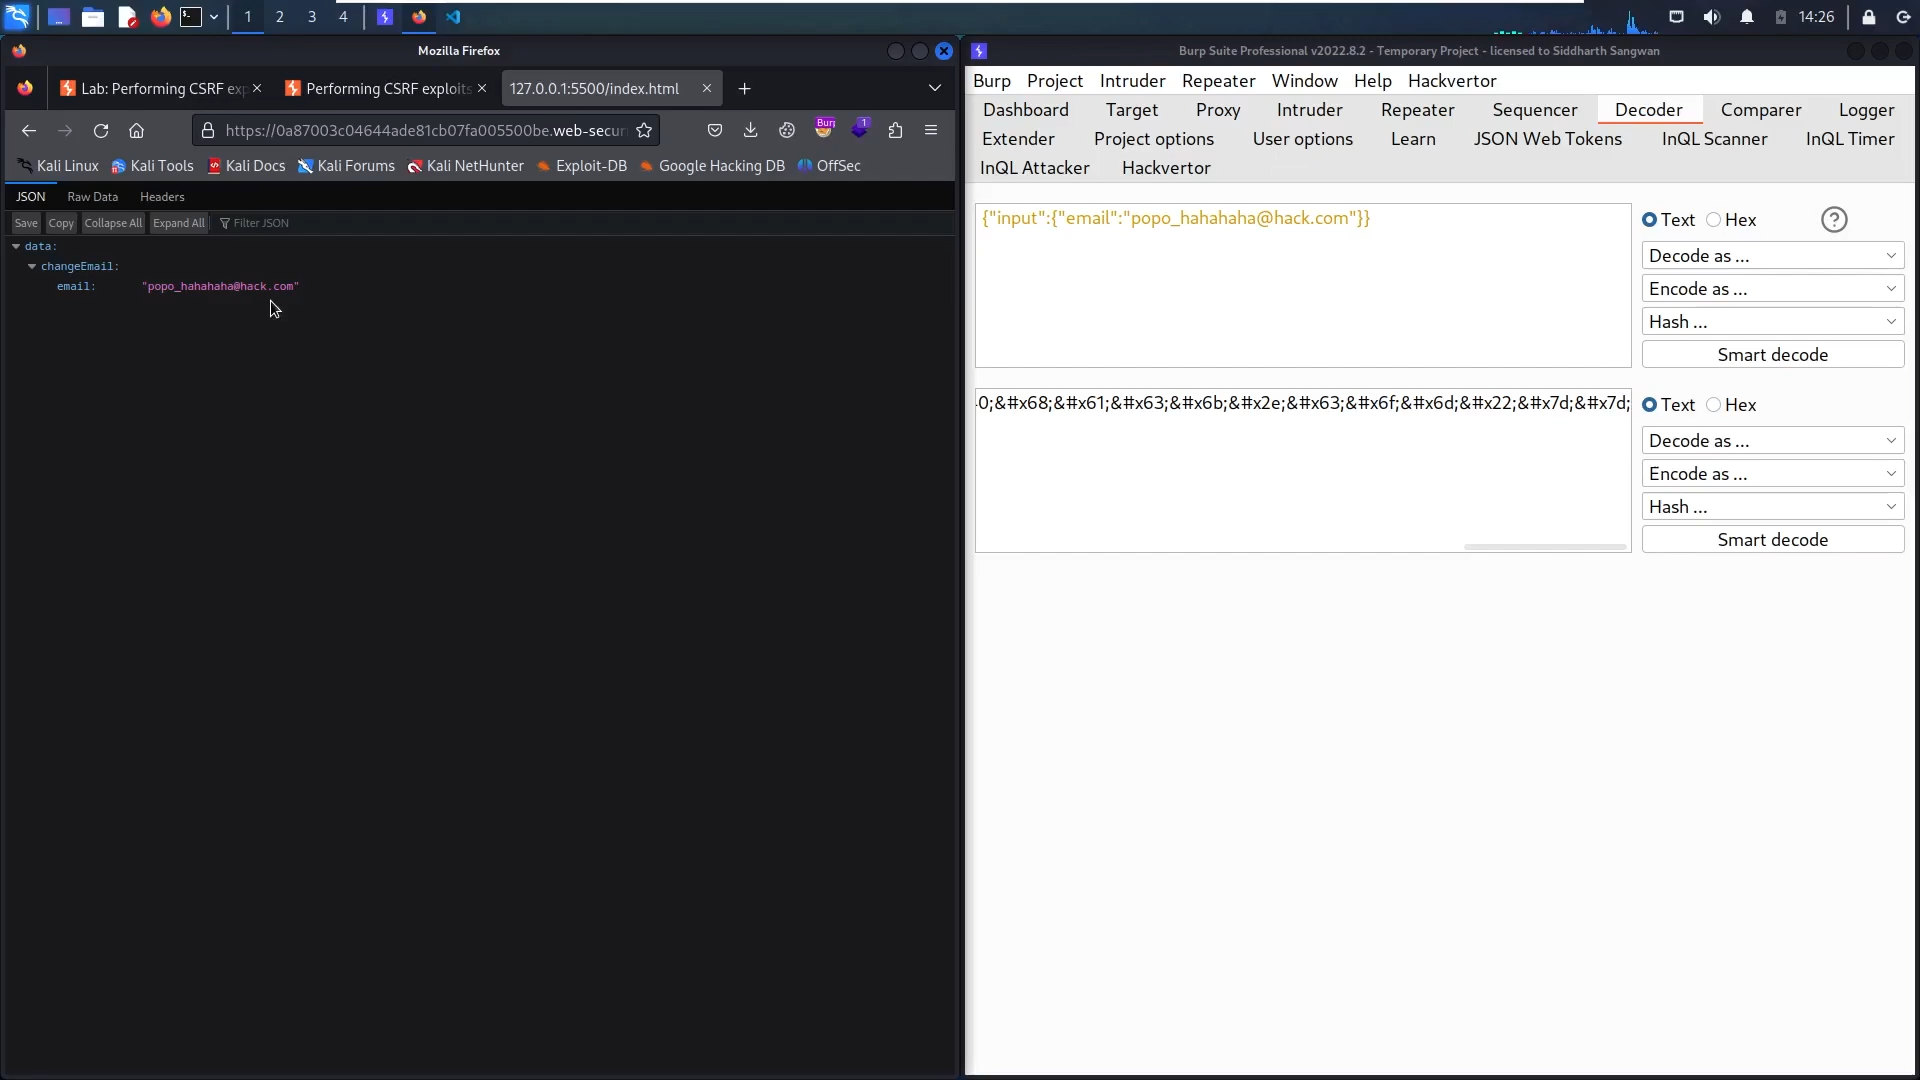 1 2 3 4
14:26
Mozilla Firefox
Lab: Performing CSRF exp
Performing CSRF exploits
127.0.0.1:5500/index.html
https://0a87003c04644ade81cb07fa005500be.web-secur
Burp
1
Kali Linux
Kali Tools
Kali Docs
Kali Forums
Kali NetHunter
Exploit-DB
Google Hacking DB
OffSec
JSON Raw Data Headers
Save Copy Collapse All Expand All Filter JSON
data:
changeEmail:
email: "popo_hahahaha@hack.com"
Burp Suite Professional v2022.8.2 - Temporary Project - licensed to Siddharth Sangwan
Burp Project Intruder Repeater Window Help Hackvertor
Dashboard Target Proxy Intruder Repeater Sequencer Decoder Comparer Logger
Extender Project options User options Learn JSON Web Tokens InQL Scanner InQL Timer
InQL Attacker Hackvertor
{"input":{"email":"popo_hahahaha@hack.com"}}
Text Hex ?
Decode as ...
Encode as ...
Hash ...
Smart decode
0;&#x68;&#x61;&#x63;&#x6b;&#x2e;&#x63;&#x6f;&#x6d;&#x22;&#x7d;&#x7d;
Text Hex
Decode as ...
Encode as ...
Hash ...
Smart decode